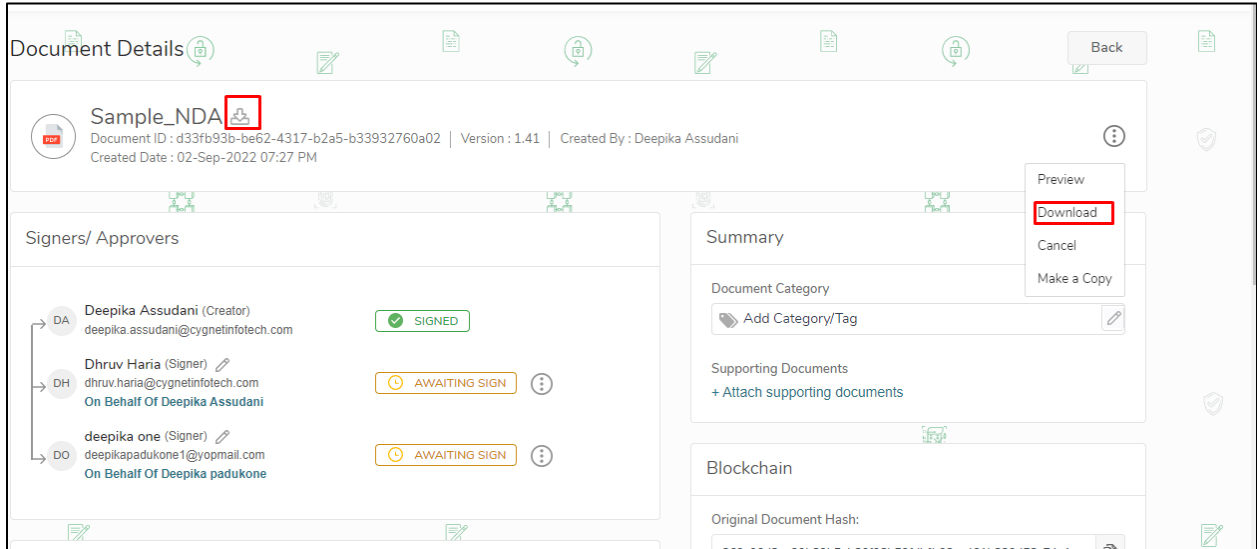 Document Details
Back
Sample_NDA
PDF
Document ID : d33fb93b-be62-4317-b2a5-b33932760a02 | Version : 1.41 | Created By : Deepika Assudani
Created Date : 02-Sep-2022 07:27 PM
Preview
Download
Cancel
Make a Copy
Signers/ Approvers
DA
Deepika Assudani (Creator)
deepika.assudani@cygnetinfotech.com
SIGNED
DH
Dhruv Haria (Signer)
dhruv.haria@cygnetinfotech.com
On Behalf Of Deepika Assudani
AWAITING SIGN
DO
deepika one (Signer)
deepikapadukone1@yopmail.com
On Behalf Of Deepika padukone
AWAITING SIGN
Summary
Document Category
Add Category/Tag
Supporting Documents
+ Attach supporting documents
Blockchain
Original Document Hash: